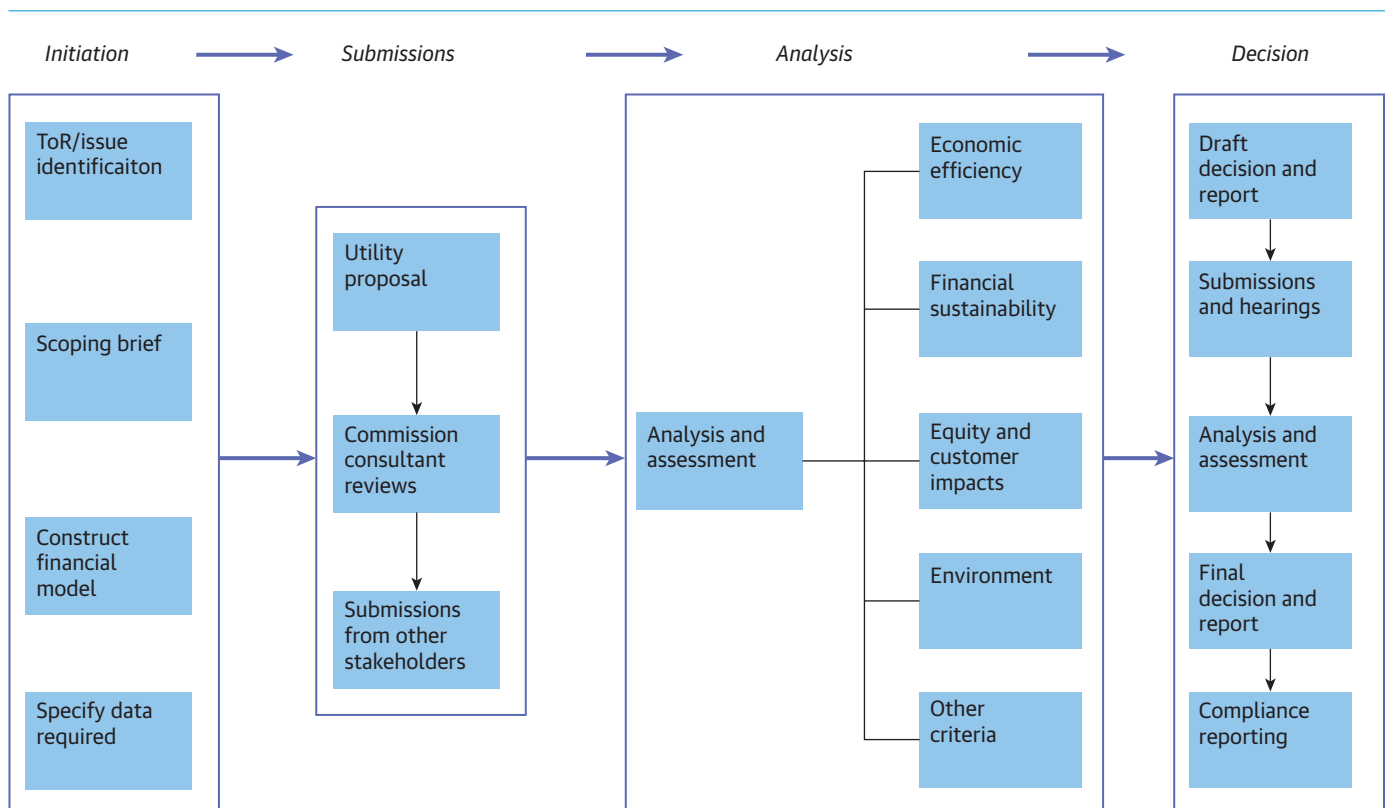 Initiation
Submissions
Analysis
Decision
ToR/issue
identificaiton
Scoping brief
Construct
financial
model
Specify data
required
Utility
proposal
Commission
consultant
reviews
Submissions
from other
stakeholders
Analysis and
assessment
Economic
efficiency
Financial
sustainability
Equity and
customer
impacts
Environment
Other
criteria
Draft
decision and
report
Submissions
and hearings
Analysis and
assessment
Final
decision and
report
Compliance
reporting